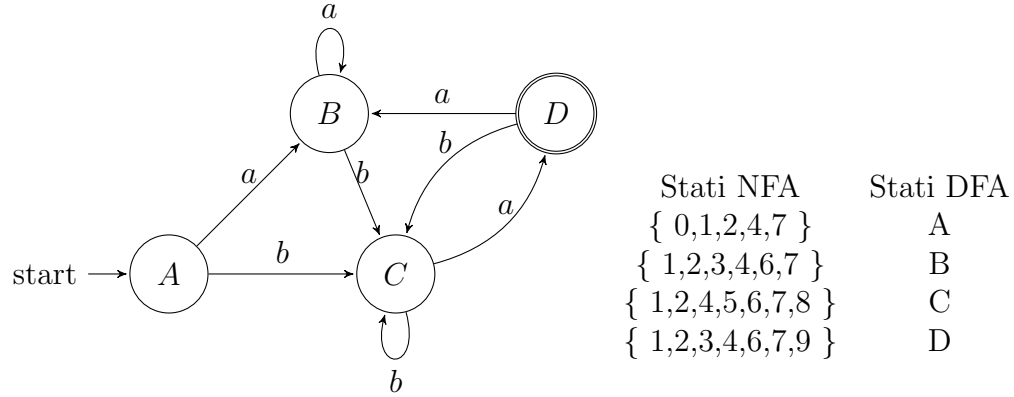 a
B
a
D
b
b
a
a
start
A
b
C
b
Stati NFA Stati DFA
{ 0,1,2,4,7 } A
{ 1,2,3,4,6,7 } B
{ 1,2,4,5,6,7,8 } C
{ 1,2,3,4,6,7,9 } D